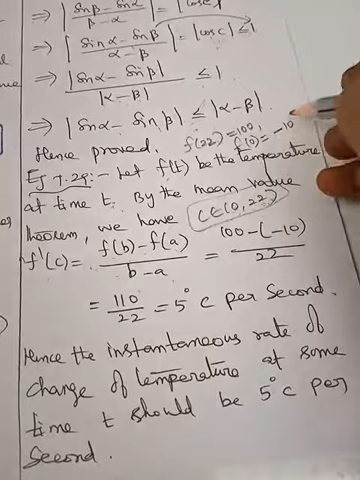 ⇒ |sinβ - sinα / β - α| = |cosc|
⇒ |sinα - sinβ / α - β| = |cosc| ≤ 1
⇒ |sinα - sinβ| / |α - β| ≤ 1
⇒ |sinα - sinβ| ≤ |α - β|.
Hence proved. f(22) = 100, f(0) = -10
Eg 7.29:- Let f(t) be the temperature
at time t. By the mean value
theorem, we have c ∈ (0, 22)
f'(c) = f(b) - f(a) / b - a = 100 - (-10) / 22
= 110 / 22 = 5° c per second.
Hence the instantaneous rate of
change of temperature at some
time t should be 5° c per
second.